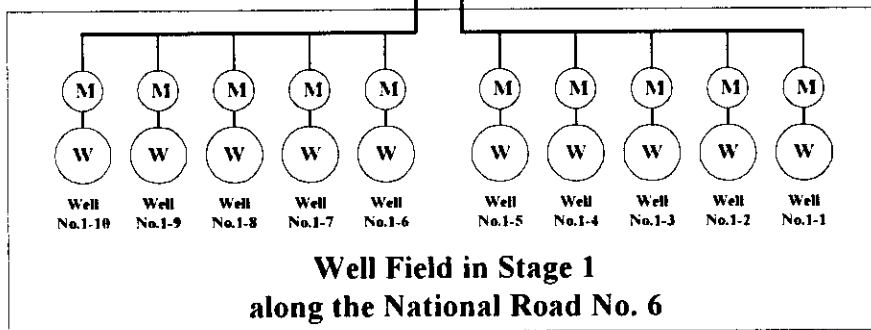 M M M M M M M M M M
W W W W W W W W W W
Well Well Well Well Well Well Well Well Well Well
No.1-10 No.1-9 No.1-8 No.1-7 No.1-6 No.1-5 No.1-4 No.1-3 No.1-2 No.1-1
Well Field in Stage 1
along the National Road No. 6